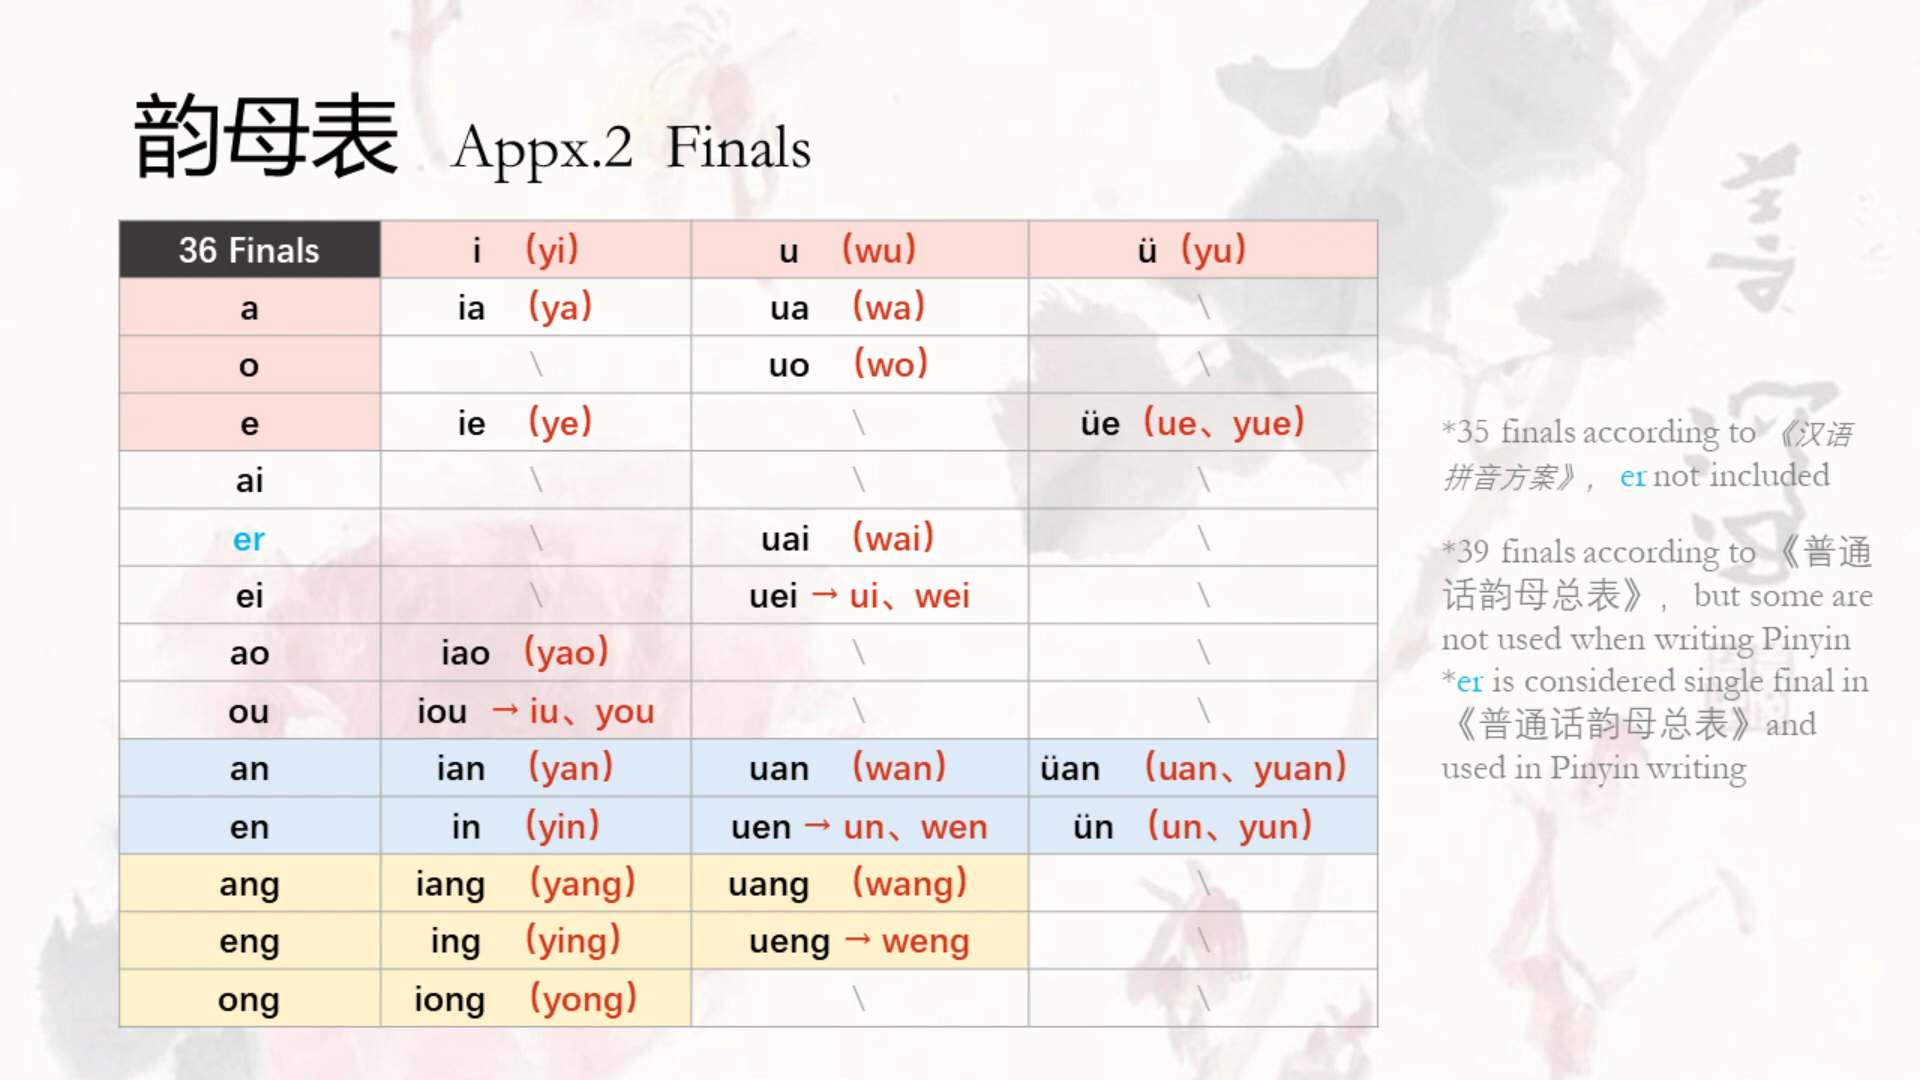 韵母表 Appx.2 Finals
36 Finals i (yi) u (wu) ü (yu)
a ia (ya) ua (wa) \
o \ uo (wo) \
e ie (ye) \ üe (ue、yue)
ai \ \ \
er \ uai (wai) \
ei \ uei → ui、wei \
ao iao (yao) \ \
ou iou → iu、you \ \
an ian (yan) uan (wan) üan (uan、yuan)
en in (yin) uen → un、wen ün (un、yun)
ang iang (yang) uang (wang) \
eng ing (ying) ueng → weng \
ong iong (yong) \ \
*35 finals according to 《汉语
拼音方案》, er not included
*39 finals according to 《普通
话韵母总表》, but some are
not used when writing Pinyin
*er is considered single final in
《普通话韵母总表》and
used in Pinyin writing